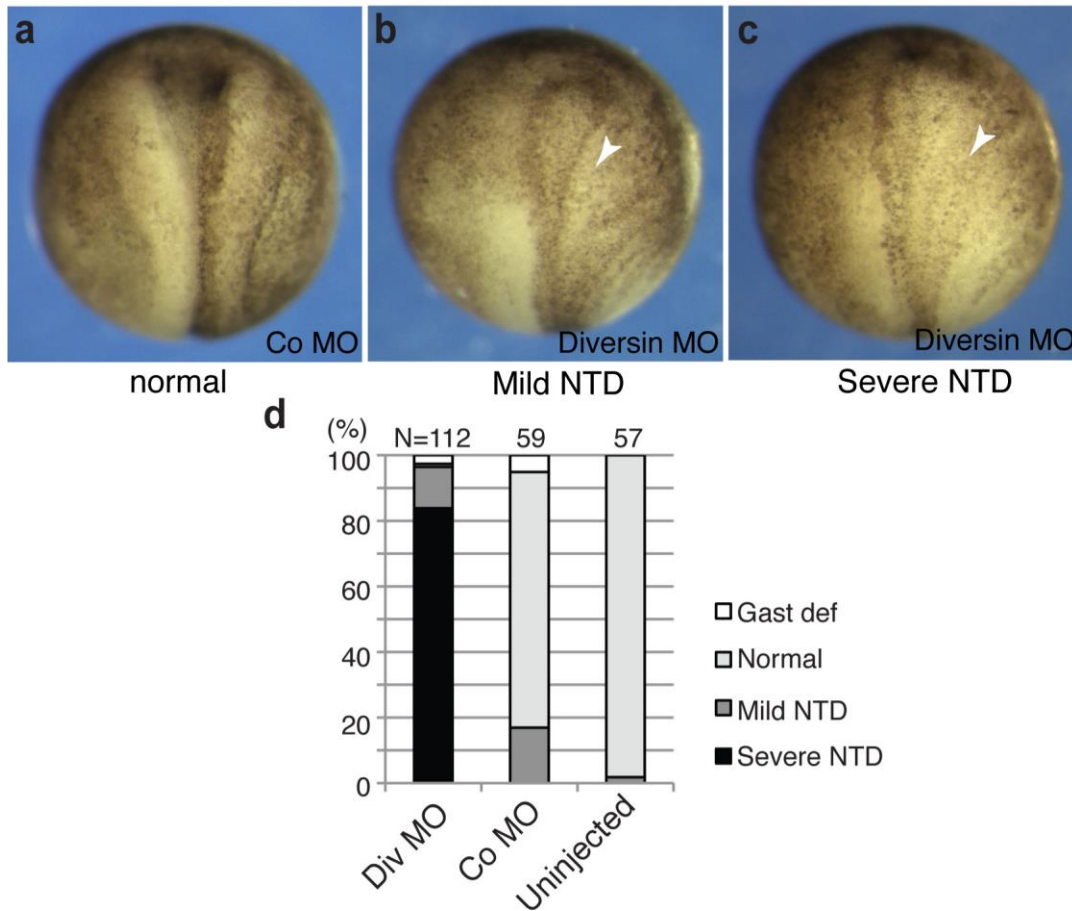 a
b
c
Co MO
Diversin MO
Diversin MO
normal
Mild NTD
Severe NTD
d
(%)
N=112
59
57
100
80
60
40
20
0
Div MO
Co MO
Uninjected
Gast def
Normal
Mild NTD
Severe NTD